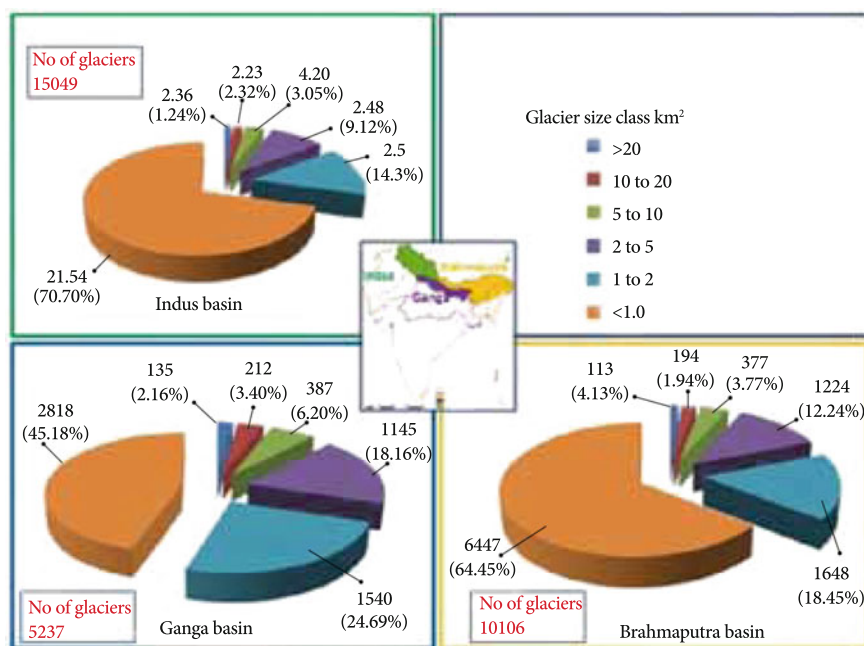 No of glaciers
15049
2.36
(1.24%)
2.23
(2.32%)
4.20
(3.05%)
2.48
(9.12%)
2.5
(14.3%)
21.54
(70.70%)
Indus basin
Glacier size class km²
>20
10 to 20
5 to 10
2 to 5
1 to 2
<1.0
Indus
Brahmaputra
Ganga
135
(2.16%)
212
(3.40%)
387
(6.20%)
1145
(18.16%)
2818
(45.18%)
1540
(24.69%)
No of glaciers
5237
Ganga basin
113
(4.13%)
194
(1.94%)
377
(3.77%)
1224
(12.24%)
6447
(64.45%)
1648
(18.45%)
No of glaciers
10106
Brahmaputra basin